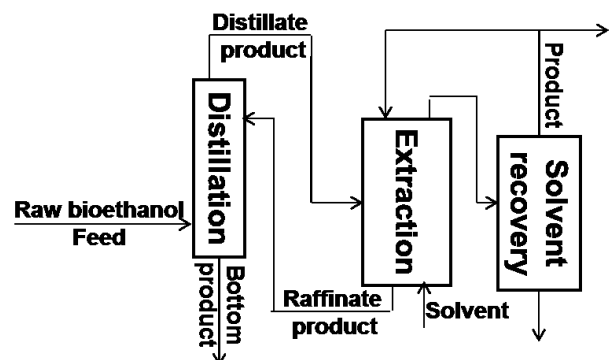 Distillate
product
Distillation
Raw bioethanol
Feed
Bottom
product
Extraction
Raffinate
product
Solvent
Product
Solvent
recovery